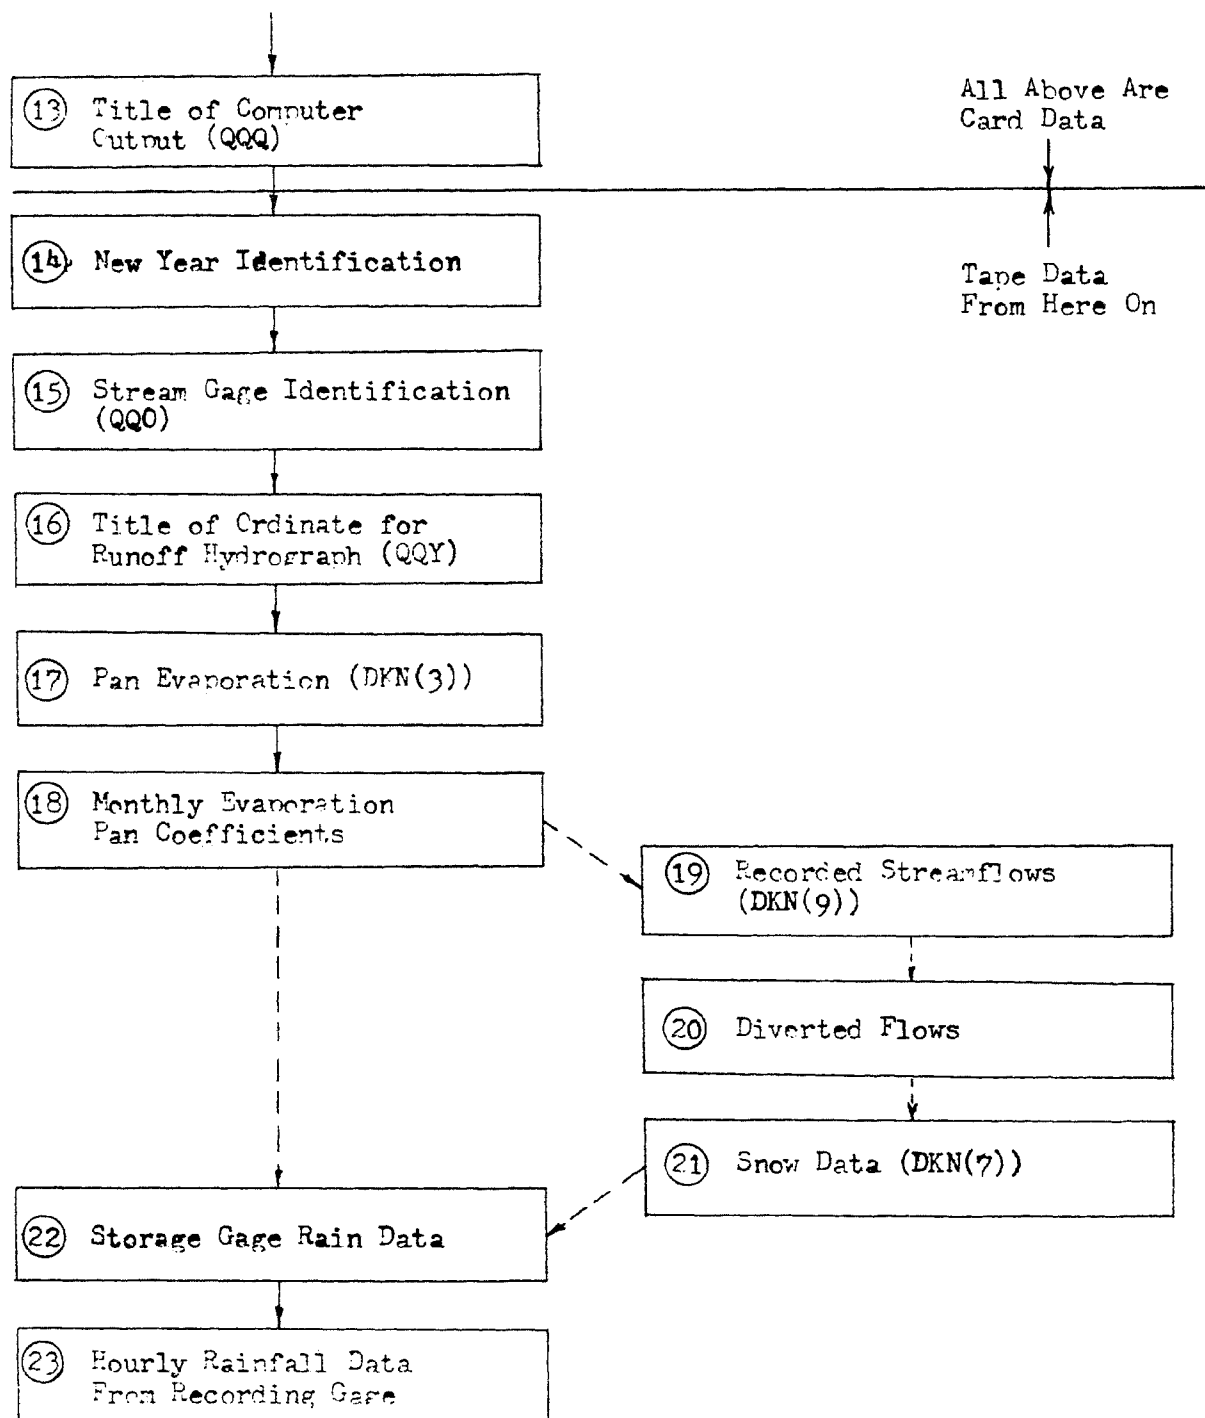 13 Title of Computer
Output (QQQ)
All Above Are
Card Data
14 New Year Identification
Tape Data
From Here On
15 Stream Gage Identification
(QQO)
16 Title of Ordinate for
Runoff Hydrograph (QQY)
17 Pan Evaporation (DKN(3))
18 Monthly Evaporation
Pan Coefficients
19 Recorded Streamflows
(DKN(9))
20 Diverted Flows
21 Snow Data (DKN(7))
22 Storage Gage Rain Data
23 Hourly Rainfall Data
From Recording Gage